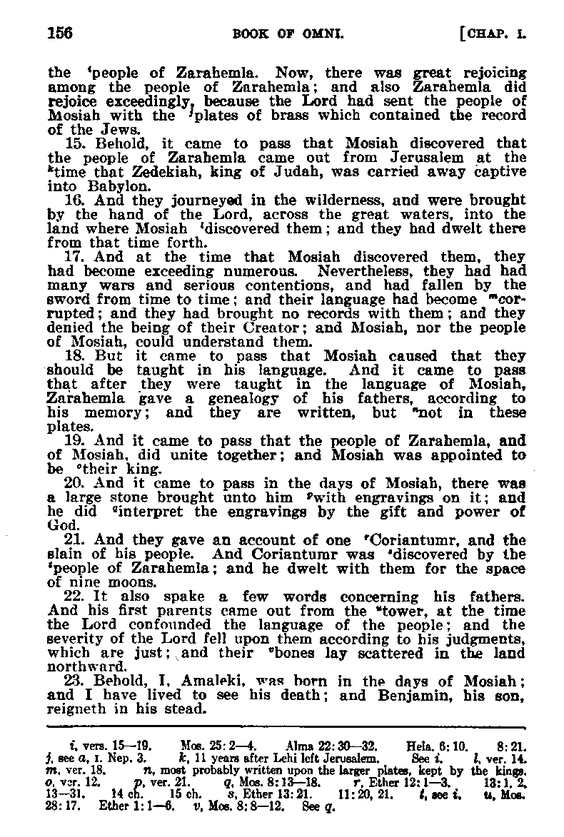 156 BOOK OF OMNI. [CHAP. I.
the ⁱpeople of Zarahemla. Now, there was great rejoicing
among the people of Zarahemla; and also Zarahemla did
rejoice exceedingly, because the Lord had sent the people of
Mosiah with the ʲplates of brass which contained the record
of the Jews.
15. Behold, it came to pass that Mosiah discovered that
the people of Zarahemla came out from Jerusalem at the
ᵏtime that Zedekiah, king of Judah, was carried away captive
into Babylon.
16. And they journeyed in the wilderness, and were brought
by the hand of the Lord, across the great waters, into the
land where Mosiah ˡdiscovered them; and they had dwelt there
from that time forth.
17. And at the time that Mosiah discovered them, they
had become exceeding numerous. Nevertheless, they had had
many wars and serious contentions, and had fallen by the
sword from time to time; and their language had become ᵐcor-
rupted; and they had brought no records with them; and they
denied the being of their Creator; and Mosiah, nor the people
of Mosiah, could understand them.
18. But it came to pass that Mosiah caused that they
should be taught in his language. And it came to pass
that after they were taught in the language of Mosiah,
Zarahemla gave a genealogy of his fathers, according to
his memory; and they are written, but ⁿnot in these
plates.
19. And it came to pass that the people of Zarahemla, and
of Mosiah, did unite together; and Mosiah was appointed to
be ᵒtheir king.
20. And it came to pass in the days of Mosiah, there was
a large stone brought unto him ᵖwith engravings on it; and
he did qinterpret the engravings by the gift and power of
God.
21. And they gave an account of one ʳCoriantumr, and the
slain of his people. And Coriantumr was ˢdiscovered by the
ᵗpeople of Zarahemla; and he dwelt with them for the space
of nine moons.
22. It also spake a few words concerning his fathers.
And his first parents came out from the ᵘtower, at the time
the Lord confounded the language of the people; and the
severity of the Lord fell upon them according to his judgments,
which are just; and their ᵛbones lay scattered in the land
northward.
23. Behold, I, Amaleki, was born in the days of Mosiah;
and I have lived to see his death; and Benjamin, his son,
reigneth in his stead.
i, vers. 15—19. Mos. 25: 2—4. Alma 22: 30—32. Hela. 6: 10. 8: 21.
j, see a, 1. Nep. 3. k, 11 years after Lehi left Jerusalem. See i. l, ver. 14.
m, ver. 18. n, most probably written upon the larger plates, kept by the kings.
o, ver. 12. p, ver. 21. q, Mos. 8: 13—18. r, Ether 12: 1—3. 13: 1, 2,
13—31. 14 ch. 15 ch. s, Ether 13: 21. 11: 20, 21. t, see i. u, Mos.
28: 17. Ether 1: 1—6. v, Mos. 8: 8—12. See q.